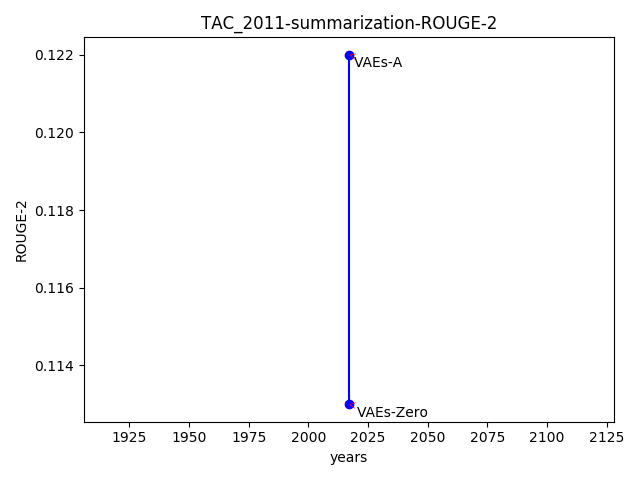 TAC_2011-summarization-ROUGE-2
0.122
0.120
0.118
0.116
0.114
ROUGE-2
VAEs-A
VAEs-Zero
1925 1950 1975 2000 2025 2050 2075 2100 2125
years